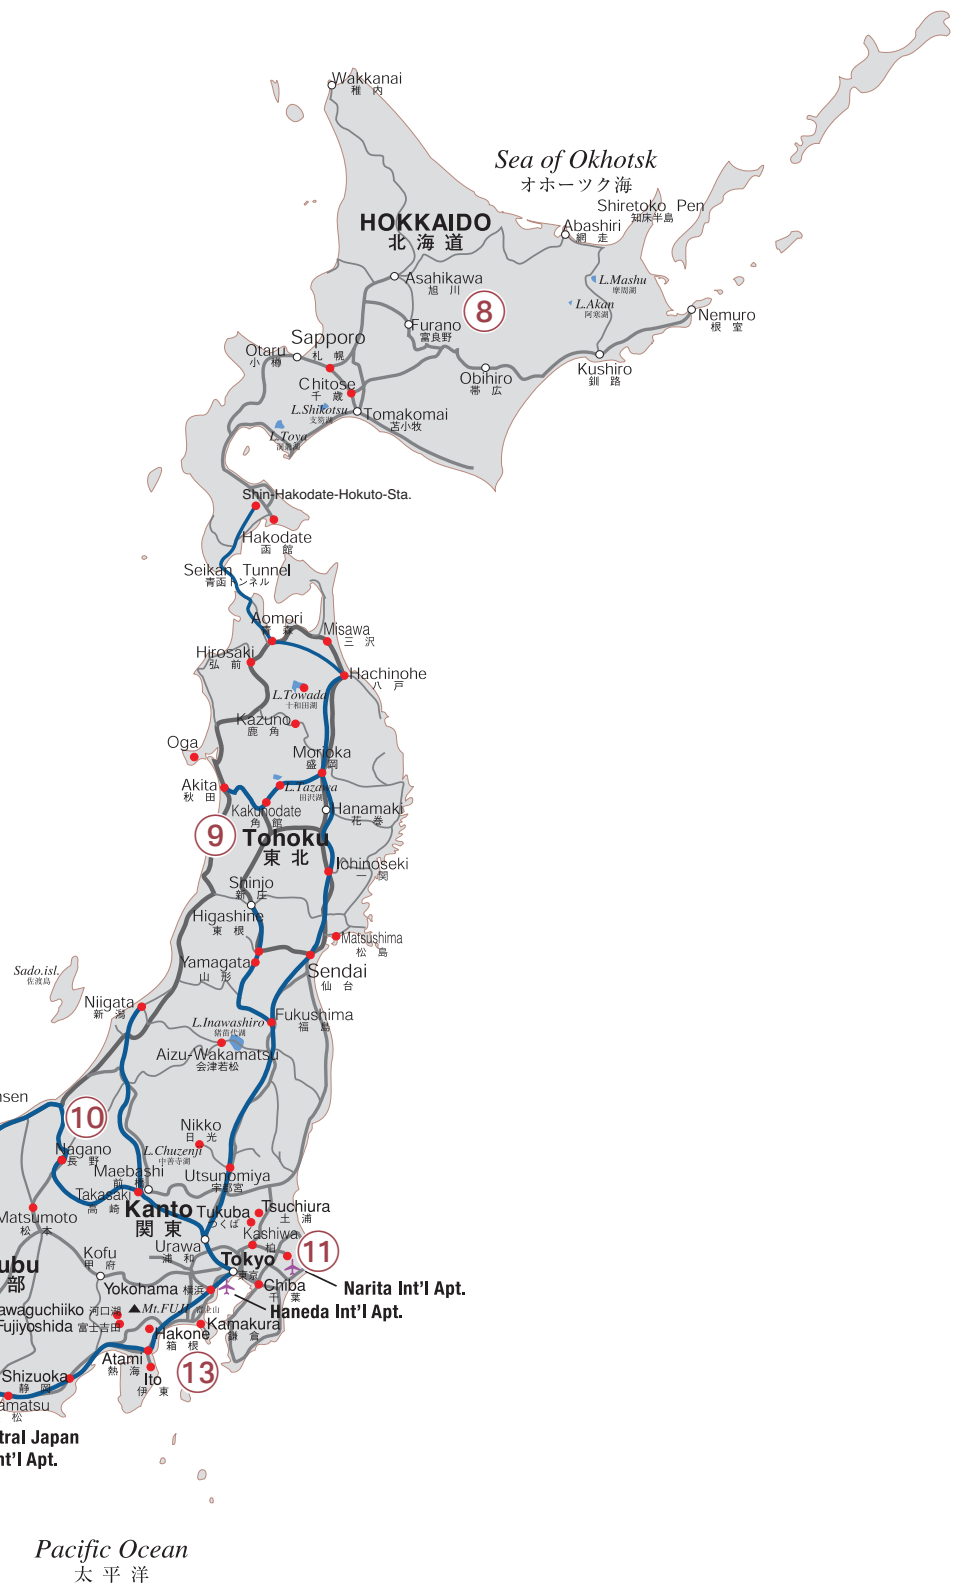 Wakkanai
稚 内
Sea of Okhotsk
オホーツク海
Shiretoko Pen
知床半島
HOKKAIDO
北 海 道
Abashiri
網 走
Asahikawa
旭 川
L.Mashu
摩周湖
L.Akan
阿寒湖
8
Nemuro
根 室
Furano
富良野
Sapporo
札 幌
Otaru
小 樽
Kushiro
釧 路
Obihiro
帯 広
Chitose
千 歳
L.Shikotsu
支笏湖
Tomakomai
苫小牧
L.Toya
洞爺湖
Shin-Hakodate-Hokuto-Sta.
Hakodate
函 館
Seikan Tunnel
青函トンネル
Aomori
青 森
Misawa
三 沢
Hirosaki
弘 前
Hachinohe
八 戸
L.Towada
十和田湖
Kazuno
鹿 角
Oga
Morioka
盛 岡
Akita
秋 田
L.Tazawa
田沢湖
Kakunodate
角 館
Hanamaki
花 巻
9
Tohoku
東 北
Ichinoseki
一 関
Shinjo
新 庄
Higashine
東 根
Matsushima
松 島
Yamagata
山 形
Sendai
仙 台
Sado.isl.
佐渡島
Niigata
新 潟
L.Inawashiro
猪苗代湖
Fukushima
福 島
Aizu-Wakamatsu
会津若松
nsen
10
Nikko
日 光
Nagano
長 野
L.Chuzenji
中善寺湖
Maebashi
前 橋
Utsunomiya
宇都宮
Takasaki
高 崎
Kanto
関 東
Tukuba
つくば
Tsuchiura
土 浦
Matsumoto
松 本
Kashiwa
柏
Urawa
浦 和
11
Kofu
甲 府
ubu
部
Tokyo
東京
Yokohama 横浜
Chiba
千 葉
Narita Int'l Apt.
Haneda Int'l Apt.
awaguchiiko 河口湖
▲Mt.FUJI 富士山
Fujiyoshida 富士吉田
Kamakura
鎌 倉
Hakone
箱 根
Atami
熱 海
13
Ito
伊 東
Shizuoka
静 岡
amatsu
松
tral Japan
nt'l Apt.
Pacific Ocean
太 平 洋